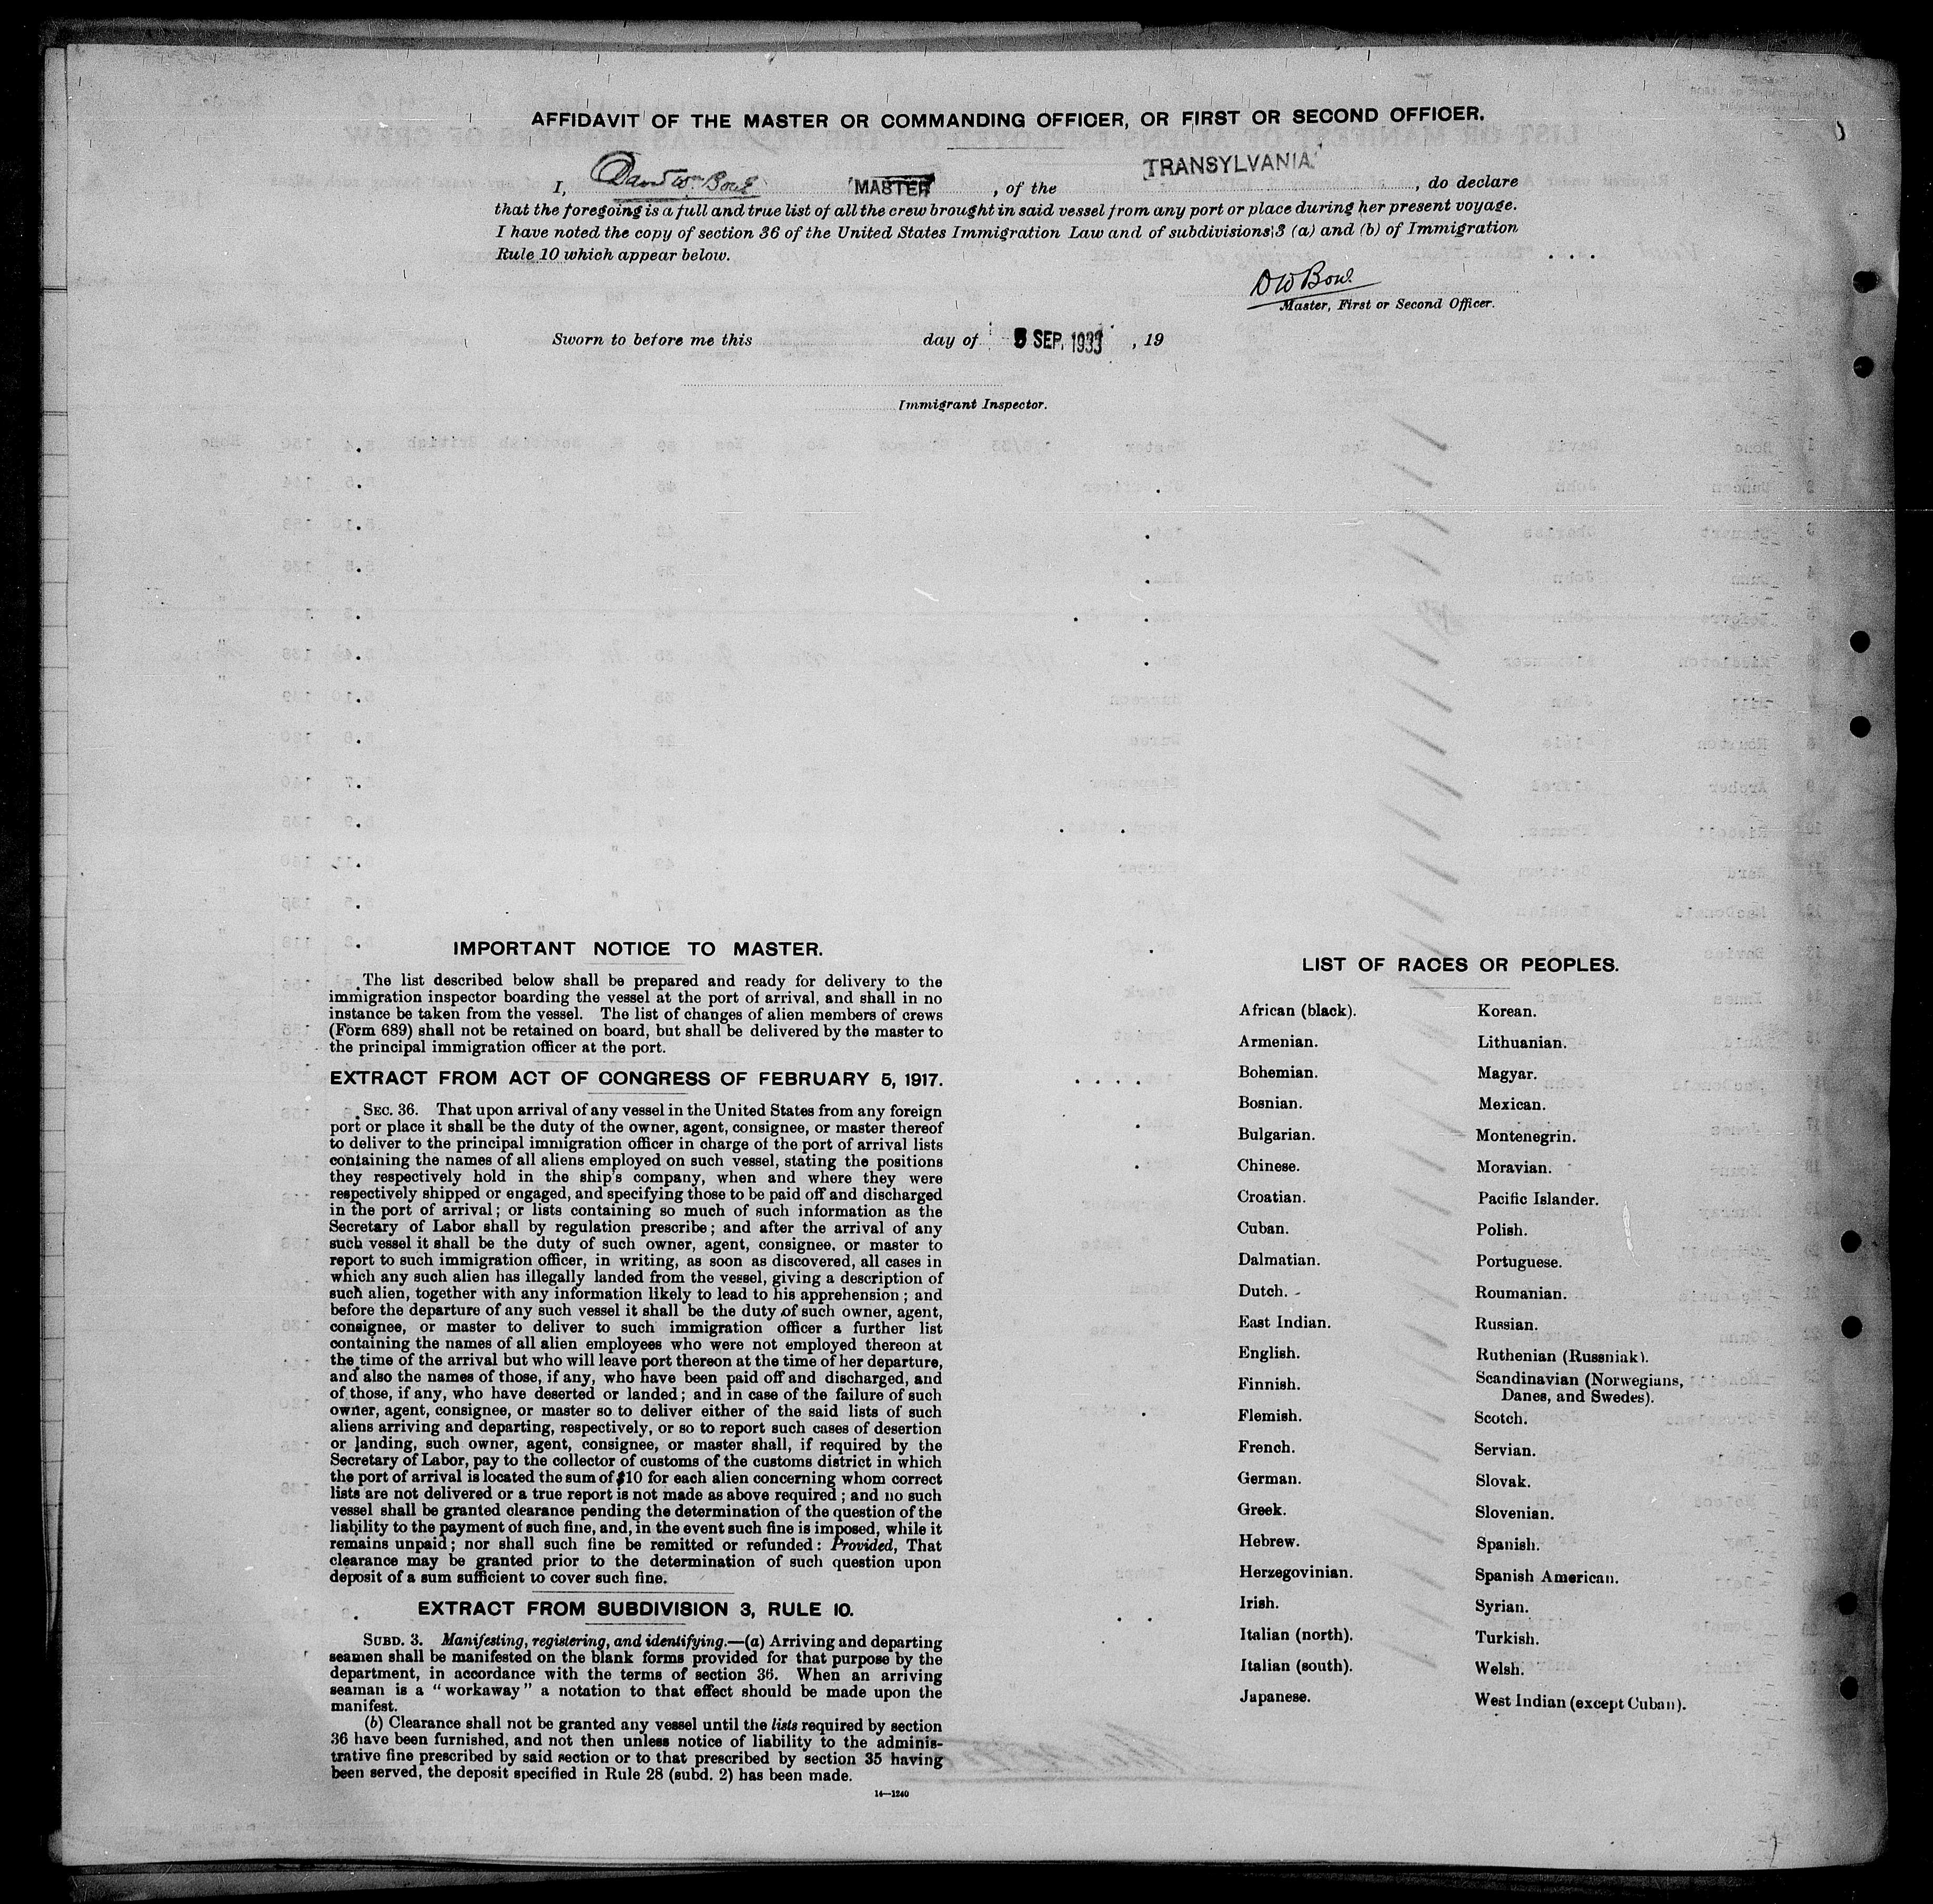 AFFIDAVIT OF THE MASTER OR COMMANDING OFFICER, OR FIRST OR SECOND OFFICER.
I, David Wm Bone MASTER, of the TRANSYLVANIA, do declare
that the foregoing is a full and true list of all the crew brought in said vessel from any port or place during her present voyage.
I have noted the copy of section 36 of the United States Immigration Law and of subdivisions 3 (a) and (b) of Immigration
Rule 10 which appear below.
D W Bone
Master, First or Second Officer.
Sworn to before me this day of 5 SEP. 1933, 19
Immigrant Inspector.
IMPORTANT NOTICE TO MASTER.
The list described below shall be prepared and ready for delivery to the
immigration inspector boarding the vessel at the port of arrival, and shall in no
instance be taken from the vessel. The list of changes of alien members of crews
(Form 689) shall not be retained on board, but shall be delivered by the master to
the principal immigration officer at the port.
EXTRACT FROM ACT OF CONGRESS OF FEBRUARY 5, 1917.
SEC. 36. That upon arrival of any vessel in the United States from any foreign
port or place it shall be the duty of the owner, agent, consignee, or master thereof
to deliver to the principal immigration officer in charge of the port of arrival lists
containing the names of all aliens employed on such vessel, stating the positions
they respectively hold in the ship's company, when and where they were
respectively shipped or engaged, and specifying those to be paid off and discharged
in the port of arrival; or lists containing so much of such information as the
Secretary of Labor shall by regulation prescribe; and after the arrival of any
such vessel it shall be the duty of such owner, agent, consignee, or master to
report to such immigration officer, in writing, as soon as discovered, all cases in
which any such alien has illegally landed from the vessel, giving a description of
such alien, together with any information likely to lead to his apprehension; and
before the departure of any such vessel it shall be the duty of such owner, agent,
consignee, or master to deliver to such immigration officer a further list
containing the names of all alien employees who were not employed thereon at
the time of the arrival but who will leave port thereon at the time of her departure,
and also the names of those, if any, who have been paid off and discharged, and
of those, if any, who have deserted or landed; and in case of the failure of such
owner, agent, consignee, or master so to deliver either of the said lists of such
aliens arriving and departing, respectively, or so to report such cases of desertion
or landing, such owner, agent, consignee, or master shall, if required by the
Secretary of Labor, pay to the collector of customs of the customs district in which
the port of arrival is located the sum of $10 for each alien concerning whom correct
lists are not delivered or a true report is not made as above required; and no such
vessel shall be granted clearance pending the determination of the question of the
liability to the payment of such fine, and, in the event such fine is imposed, while it
remains unpaid; nor shall such fine be remitted or refunded: Provided, That
clearance may be granted prior to the determination of such question upon
deposit of a sum sufficient to cover such fine.
EXTRACT FROM SUBDIVISION 3, RULE 10.
SUBD. 3. Manifesting, registering, and identifying.—(a) Arriving and departing
seamen shall be manifested on the blank forms provided for that purpose by the
department, in accordance with the terms of section 36. When an arriving
seaman is a "workaway" a notation to that effect should be made upon the
manifest.
(b) Clearance shall not be granted any vessel until the lists required by section
36 have been furnished, and not then unless notice of liability to the adminis-
trative fine prescribed by said section or to that prescribed by section 35 having
been served, the deposit specified in Rule 28 (subd. 2) has been made.
14—1240
LIST OF RACES OR PEOPLES.
African (black).
Armenian.
Bohemian.
Bosnian.
Bulgarian.
Chinese.
Croatian.
Cuban.
Dalmatian.
Dutch.
East Indian.
English.
Finnish.
Flemish.
French.
German.
Greek.
Hebrew.
Herzegovinian.
Irish.
Italian (north).
Italian (south).
Japanese.
Korean.
Lithuanian.
Magyar.
Mexican.
Montenegrin.
Moravian.
Pacific Islander.
Polish.
Portuguese.
Roumanian.
Russian.
Ruthenian (Russniak).
Scandinavian (Norwegians,
Danes, and Swedes).
Scotch.
Servian.
Slovak.
Slovenian.
Spanish.
Spanish American.
Syrian.
Turkish.
Welsh.
West Indian (except Cuban).